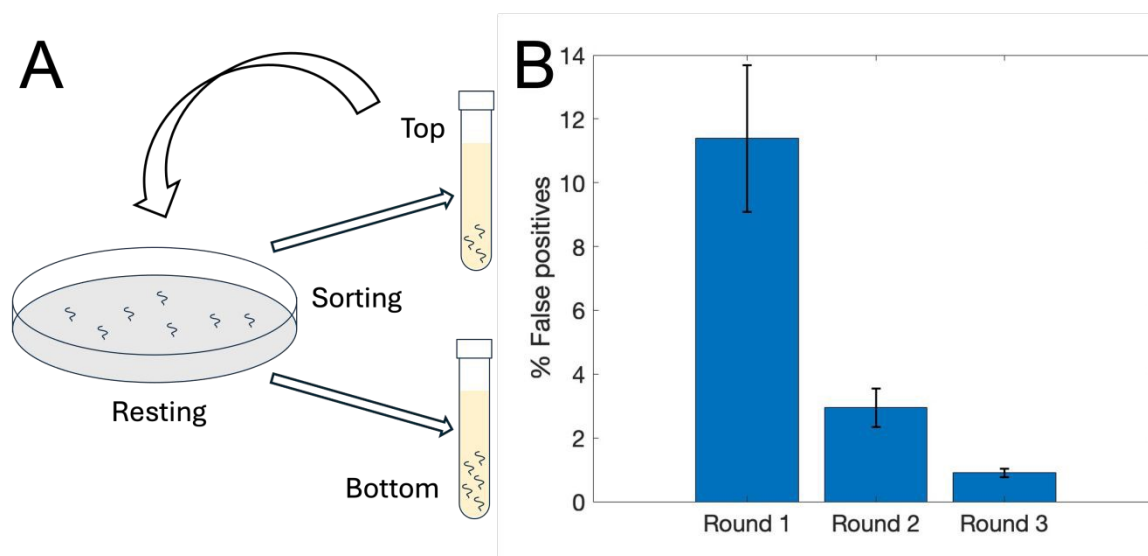 A
Top
Sorting
Resting
Bottom
B
% False positives
14
12
10
8
6
4
2
0
Round 1 Round 2 Round 3